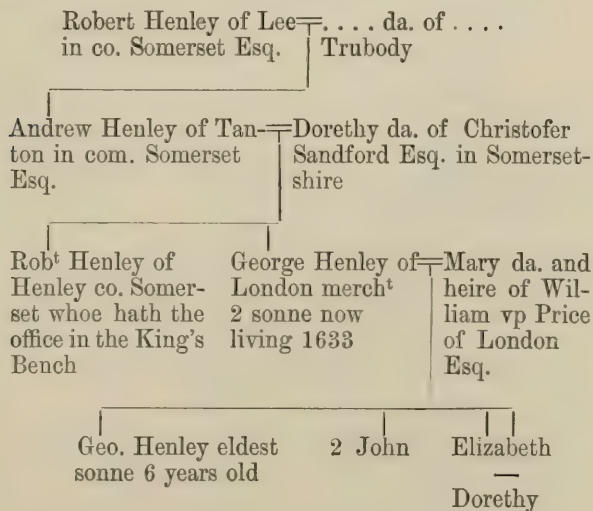 Robert Henley of Lee=. . . . da. of . . . .
in co. Somerset Esq. Trubody
Andrew Henley of Tan-=Dorethy da. of Christofer
ton in com. Somerset Sandford Esq. in Somerset-
Esq. shire
Robᵗ Henley of
Henley co. Somer-
set whoe hath the
office in the King's
Bench
George Henley of=Mary da. and
London merchᵗ heire of Wil-
2 sonne now liam vp Price
living 1633 of London
Esq.
Geo. Henley eldest
sonne 6 years old
2 John
Elizabeth
—
Dorethy